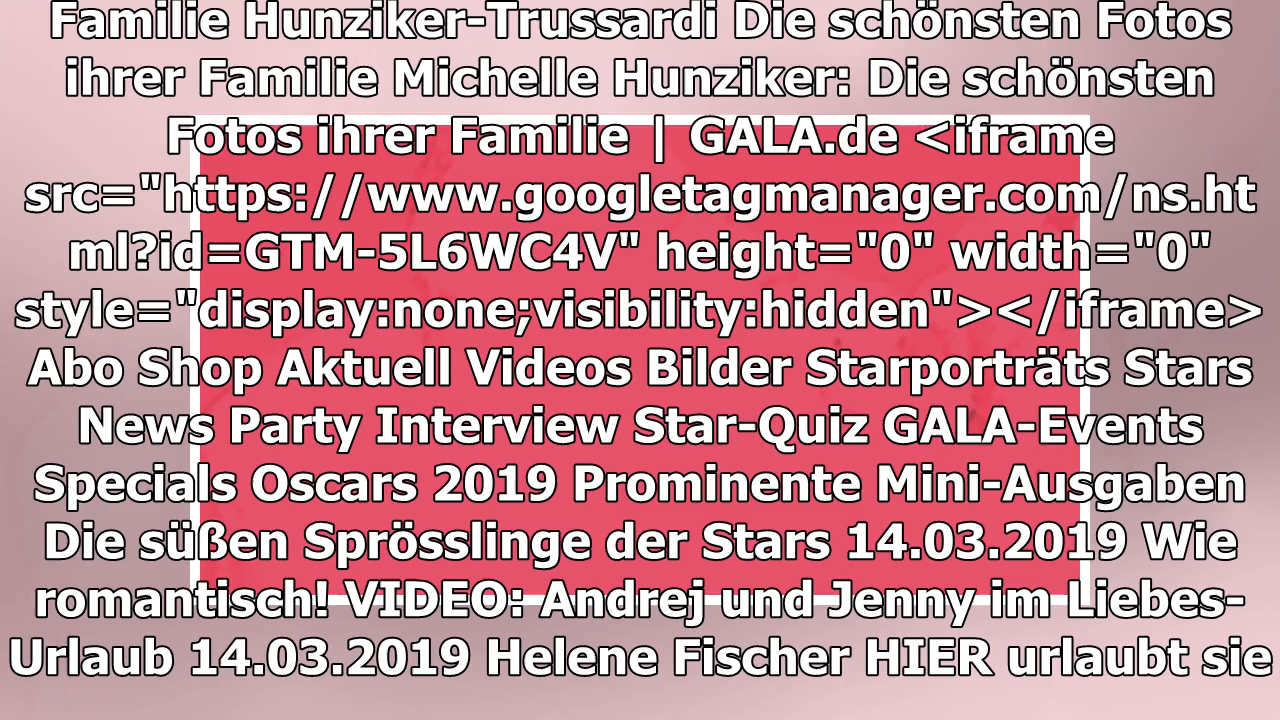 Familie Hunziker-Trussardi Die schönsten Fotos
ihrer Familie Michelle Hunziker: Die schönsten
Fotos ihrer Familie | GALA.de <iframe
src="https://www.googletagmanager.com/ns.ht
ml?id=GTM-5L6WC4V" height="0" width="0"
style="display:none;visibility:hidden"></iframe>
Abo Shop Aktuell Videos Bilder Starporträts Stars
News Party Interview Star-Quiz GALA-Events
Specials Oscars 2019 Prominente Mini-Ausgaben
Die süßen Sprösslinge der Stars 14.03.2019 Wie
romantisch! VIDEO: Andrej und Jenny im Liebes-
Urlaub 14.03.2019 Helene Fischer HIER urlaubt sie